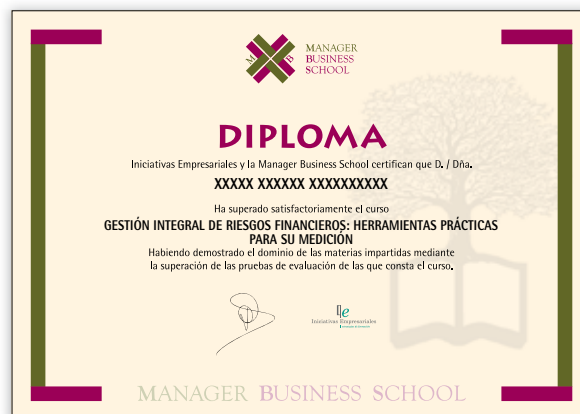 M B
MANAGER
BUSINESS
SCHOOL
DIPLOMA
Iniciativas Empresariales y la Manager Business School certifican que D. / Dña.
XXXXX XXXXXX XXXXXXXXXX
Ha superado satisfactoriamente el curso
GESTIÓN INTEGRAL DE RIESGOS FINANCIEROS: HERRAMIENTAS PRÁCTICAS
PARA SU MEDICIÓN
Habiendo demostrado el dominio de las materias impartidas mediante
la superación de las pruebas de evaluación de las que consta el curso.
Iniciativas Empresariales
MANAGER BUSINESS SCHOOL